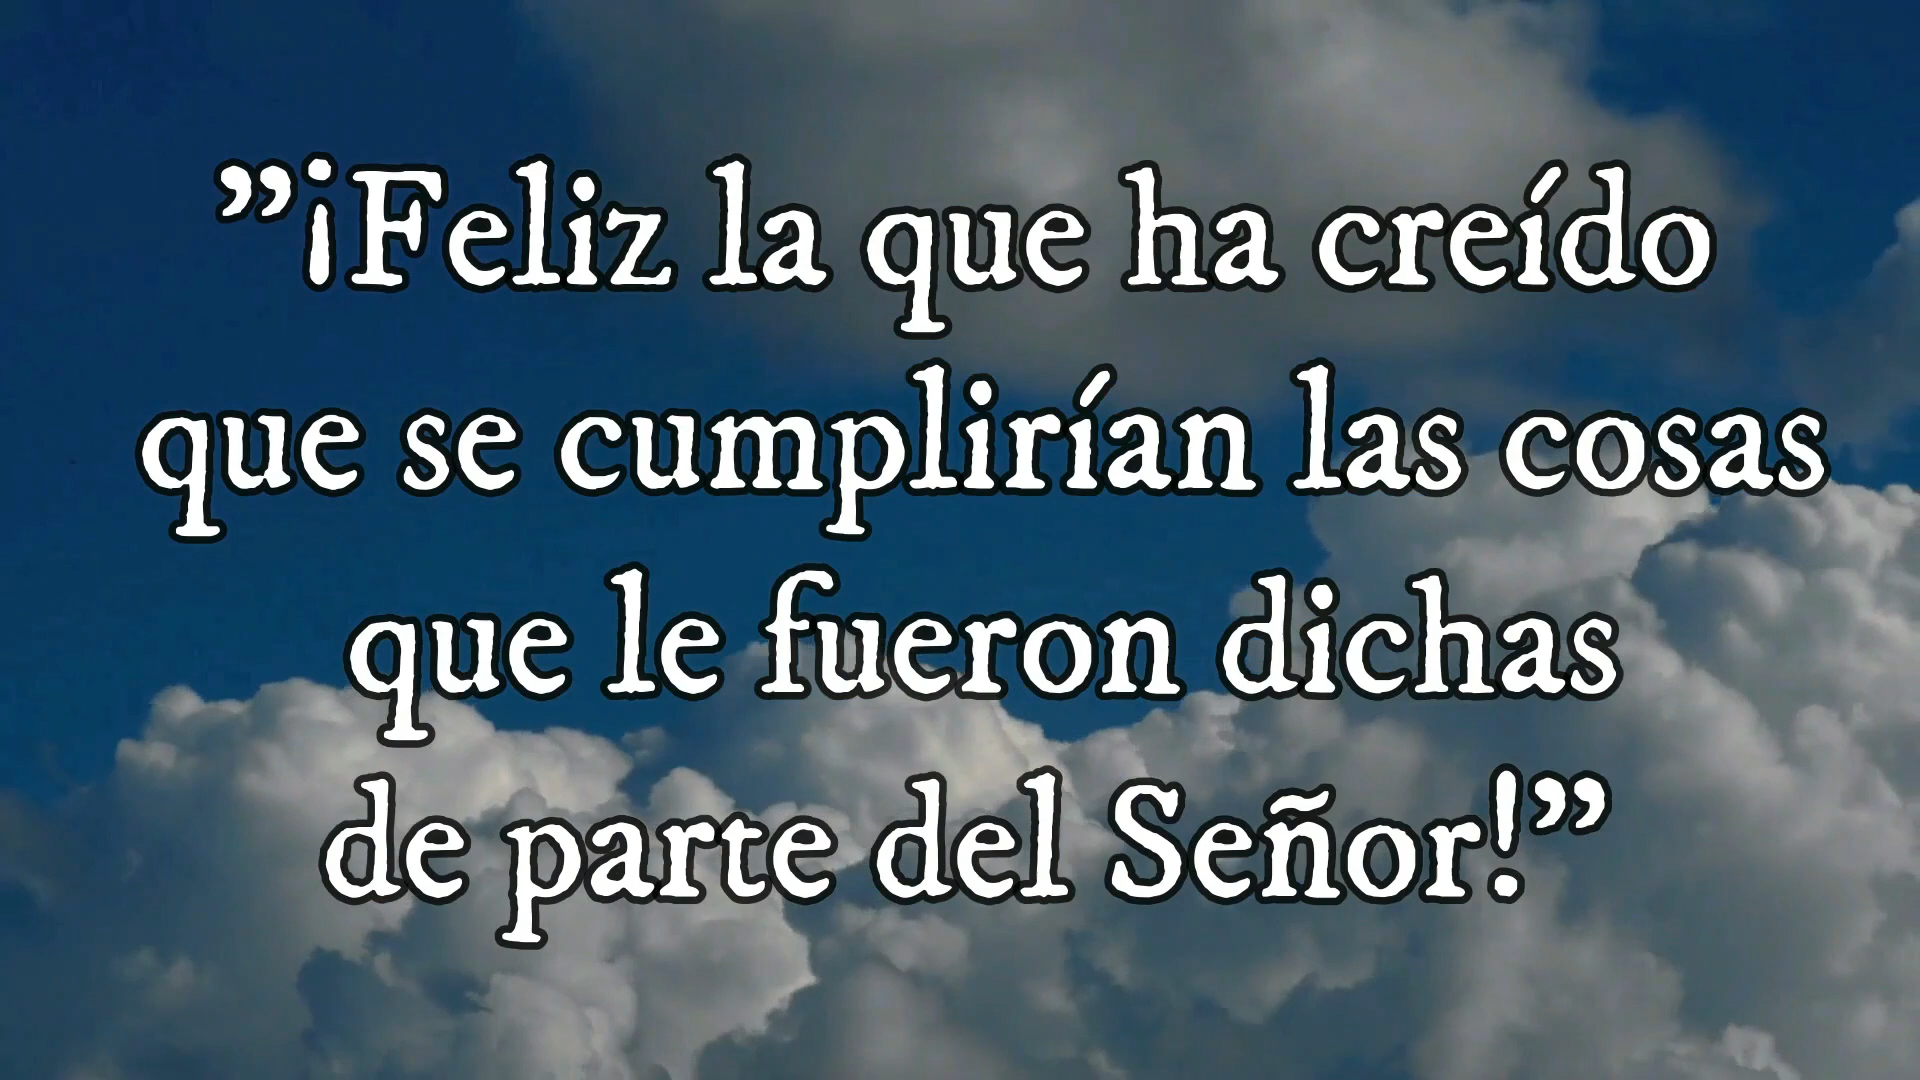 ”¡Feliz la que ha creído
que se cumplirían las cosas
que le fueron dichas
de parte del Señor!”